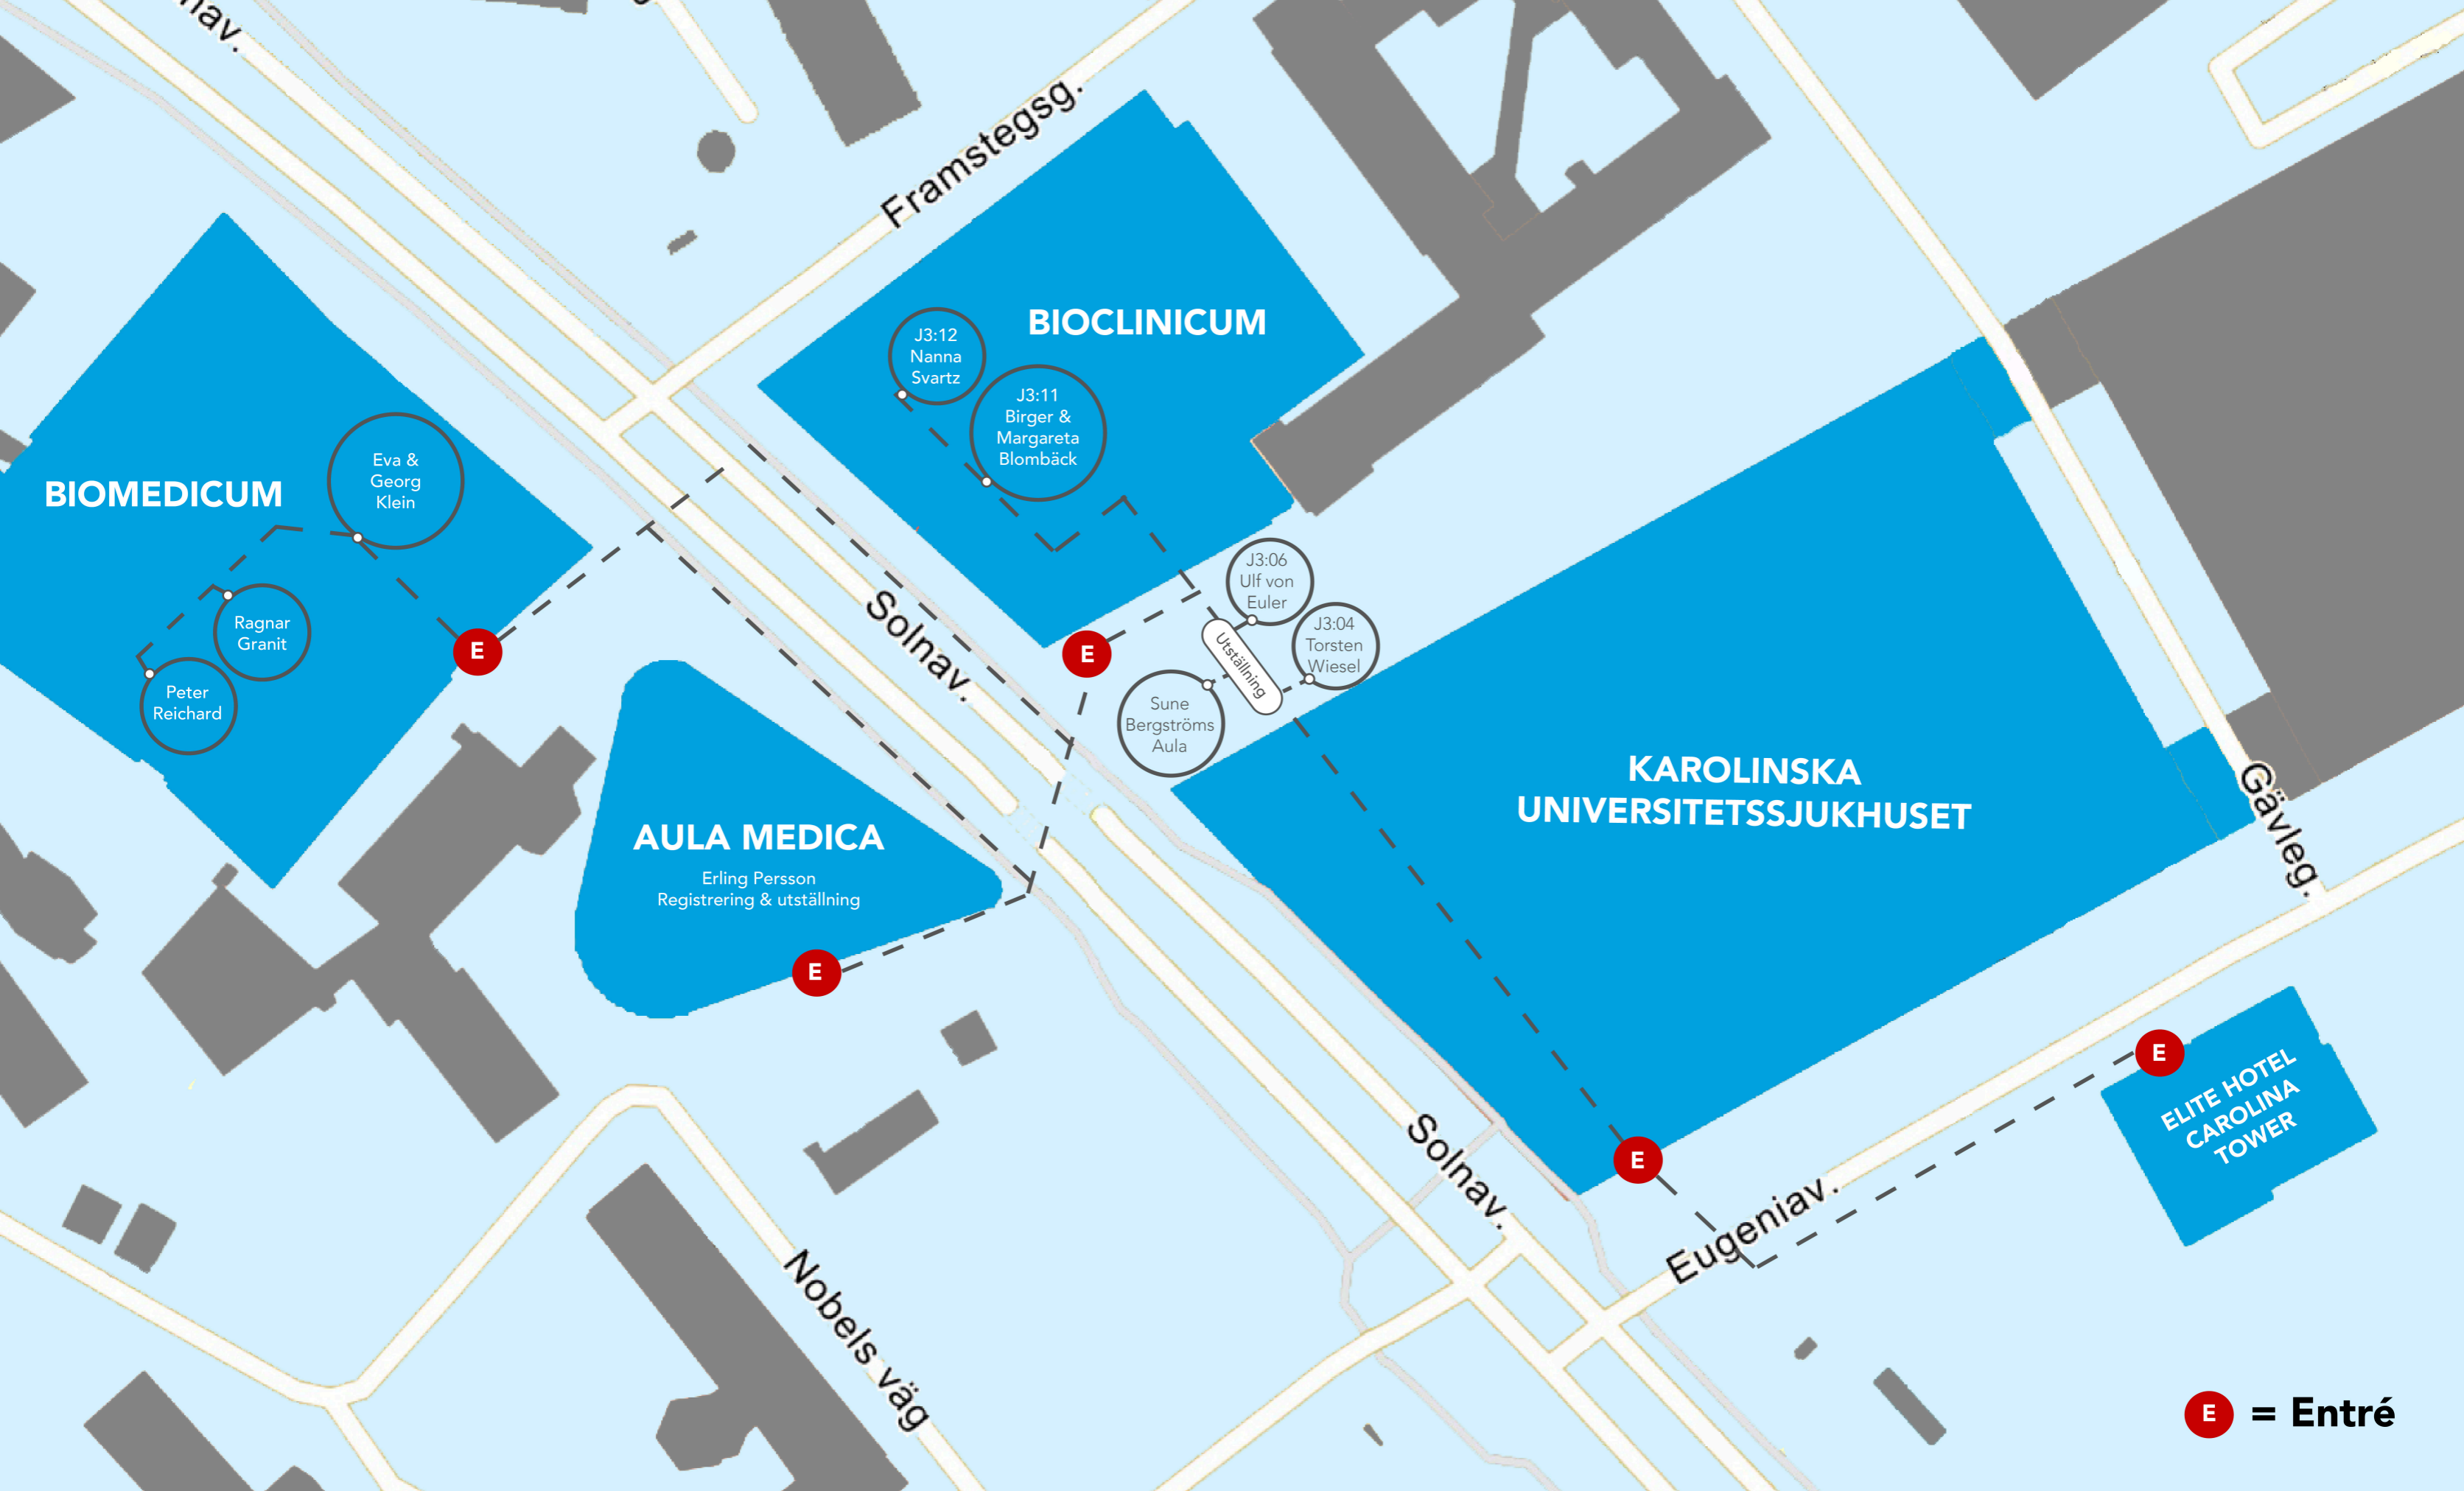 nav.
Framstegsg.
BIOCLINICUM
J3:12
Nanna
Svartz
J3:11
Birger &
Margareta
Blombäck
BIOMEDICUM
Eva &
Georg
Klein
Ragnar
Granit
Peter
Reichard
E
E
J3:06
Ulf von
Euler
J3:04
Torsten
Wiesel
Utställning
Sune
Bergströms
Aula
Solnav.
KAROLINSKA
UNIVERSITETSSJUKHUSET
Gävleg.
AULA MEDICA
Erling Persson
Registrering & utställning
E
E
ELITE HOTEL
CAROLINA
TOWER
E
Solnav.
Eugeniav.
Nobels väg
E = Entré